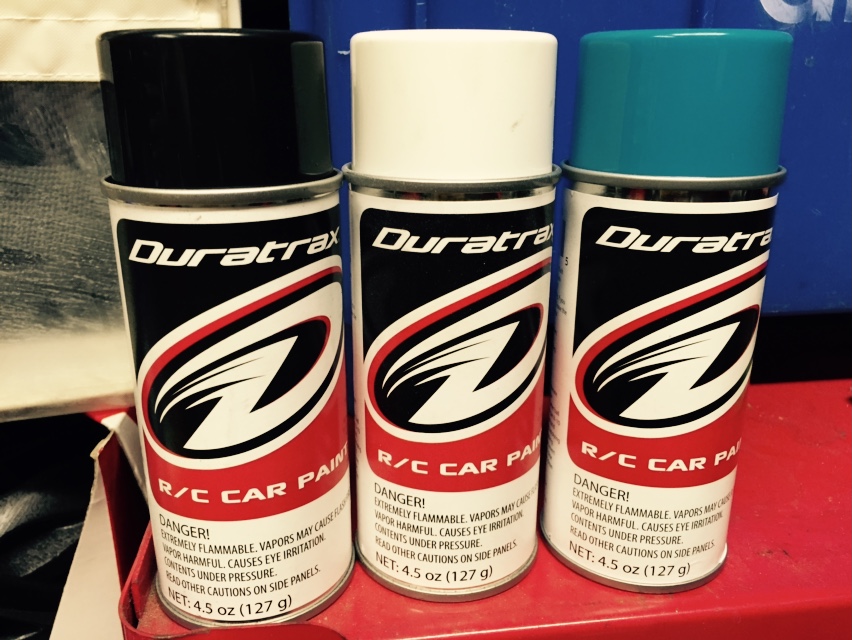 Duratrax
R/C CAR PAINT
DANGER!
EXTREMELY FLAMMABLE. VAPORS MAY CAUSE FLASH
VAPOR HARMFUL. CAUSES EYE IRRITATION.
CONTENTS UNDER PRESSURE.
READ OTHER CAUTIONS ON SIDE PANELS.
NET: 4.5 oz (127 g)
Duratrax
R/C CAR PAIN
DANGER!
EXTREMELY FLAMMABLE. VAPORS MAY CAUSE
VAPOR HARMFUL. CAUSES EYE IRRITATION.
CONTENTS UNDER PRESSURE.
READ OTHER CAUTIONS ON SIDE PANELS.
NET: 4.5 oz (127 g)
Duratra
R/C CAR PAI
DANGER!
EXTREMELY FLAMMABLE. VAPORS MAY CAUSE
VAPOR HARMFUL. CAUSES EYE IRRITATION.
CONTENTS UNDER PRESSURE.
READ OTHER CAUTIONS ON SIDE PANELS.
NET: 4.5 oz (127 g)